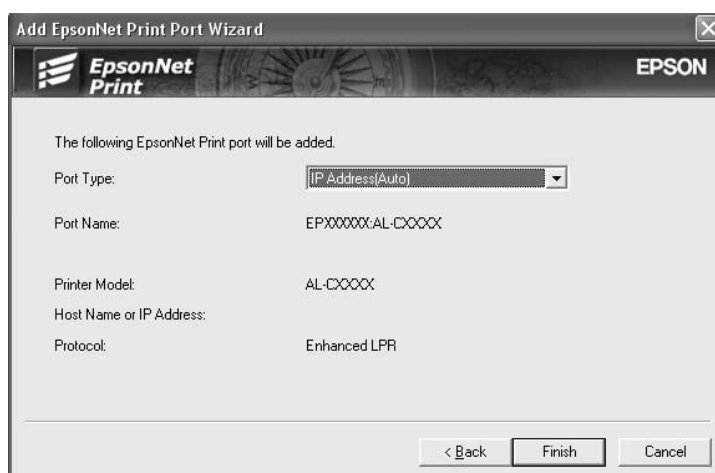 Add EpsonNet Print Port Wizard
EpsonNet
Print
EPSON
The following EpsonNet Print port will be added.
Port Type: IP Address(Auto)
Port Name: EPXXXXXX:AL-CXXXX
Printer Model: AL-CXXXX
Host Name or IP Address:
Protocol: Enhanced LPR
< Back Finish Cancel